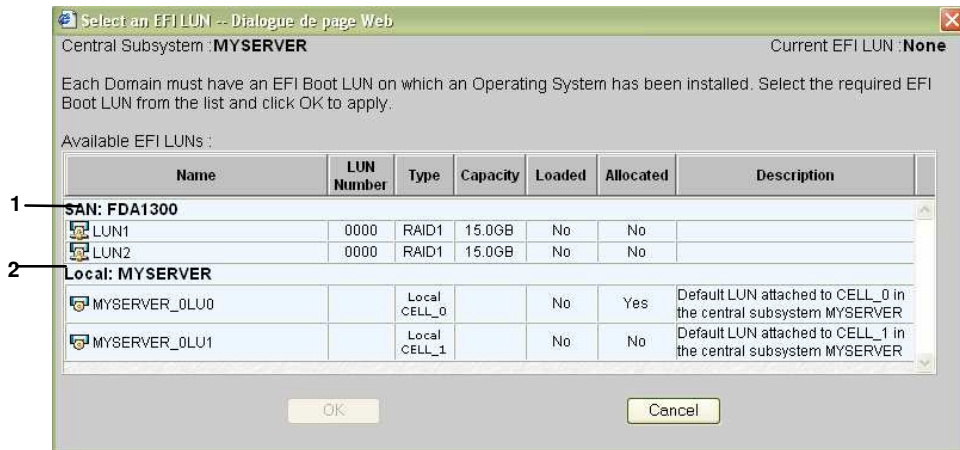 Select an EFI LUN -- Dialogue de page Web
Central Subsystem :MYSERVER Current EFI LUN :None
Each Domain must have an EFI Boot LUN on which an Operating System has been installed. Select the required EFI
Boot LUN from the list and click OK to apply.
Available EFI LUNs :
Name LUN Number Type Capacity Loaded Allocated Description
1
SAN: FDA1300
LUN1 0000 RAID1 15.0GB No No
LUN2 0000 RAID1 15.0GB No No
2
Local: MYSERVER
MYSERVER_0LU0 Local CELL_0 No Yes Default LUN attached to CELL_0 in the central subsystem MYSERVER
MYSERVER_0LU1 Local CELL_1 No No Default LUN attached to CELL_1 in the central subsystem MYSERVER
OK Cancel